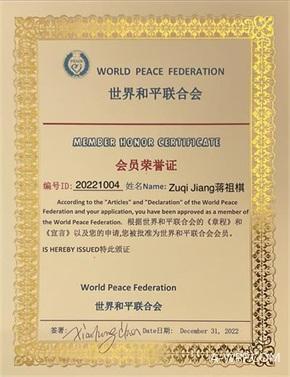 PEACE
WORLD PEACE FEDERATION
世界和平联合会
MEMBER HONOR CERTIFICATE
会员荣誉证
编号ID: 20221004 姓名Name: Zuqi Jiang蒋祖棋
According to the "Articles" and "Declaration" of the World Peace
Federation and your application, you have been approved as a member of
the World Peace Federation. 根据世界和平联合会的《章程》和
《宣言》以及您的申请,您被批准为世界和平联合会会员。
IS HEREBY ISSUED特此颁证
World Peace Federation
世界和平联合会
签署: Date日期: December 31, 2022